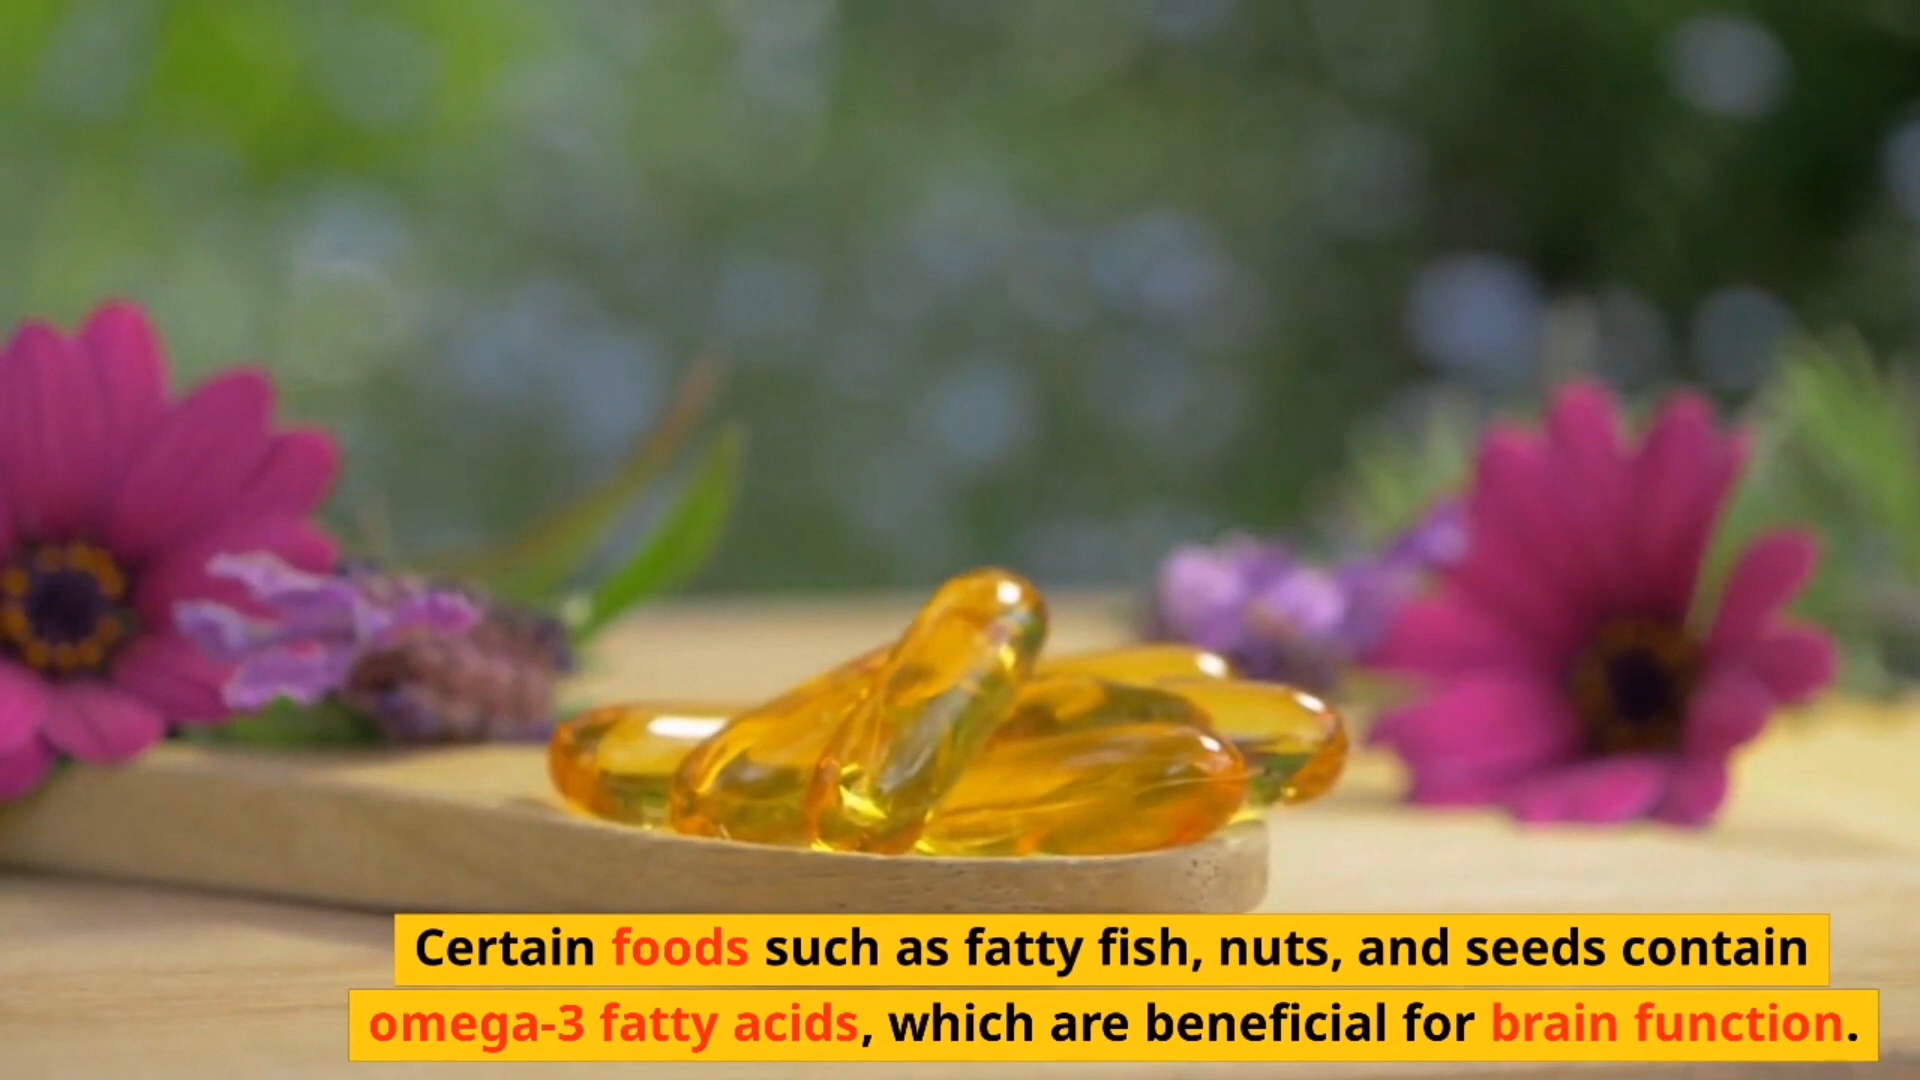 Certain foods such as fatty fish, nuts, and seeds contain
omega-3 fatty acids, which are beneficial for brain function.